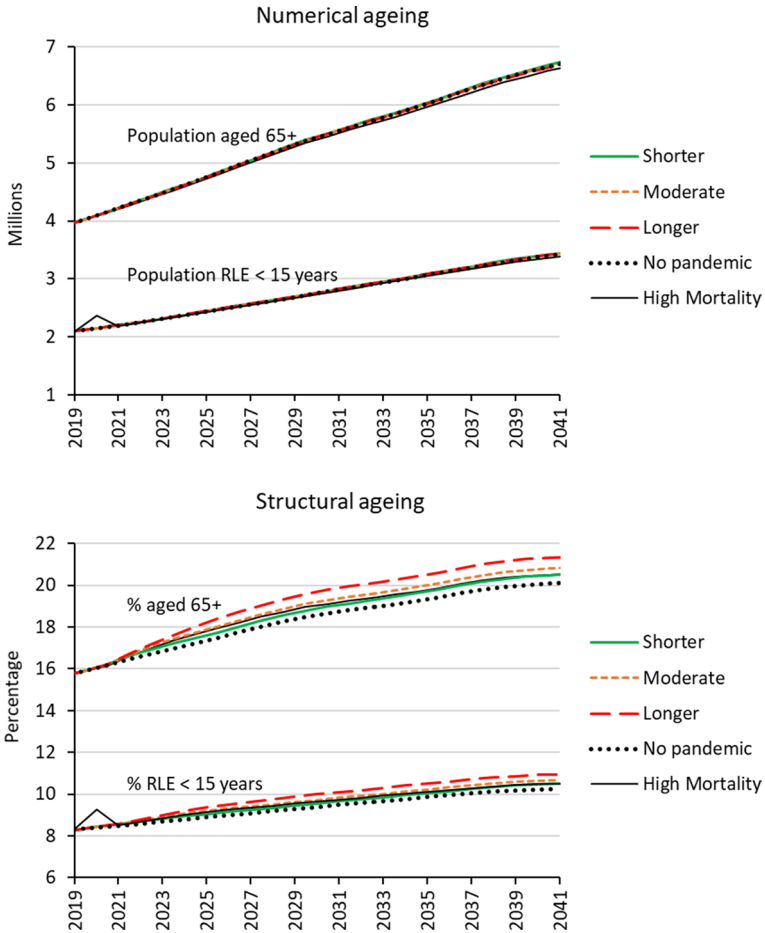 Numerical ageing
7
6
5
4
3
2
1
Millions
Population aged 65+
Population RLE < 15 years
2019 2021 2023 2025 2027 2029 2031 2033 2035 2037 2039 2041
Shorter
Moderate
Longer
No pandemic
High Mortality
Structural ageing
22
20
18
16
14
12
10
8
6
Percentage
% aged 65+
% RLE < 15 years
2019 2021 2023 2025 2027 2029 2031 2033 2035 2037 2039 2041
Shorter
Moderate
Longer
No pandemic
High Mortality